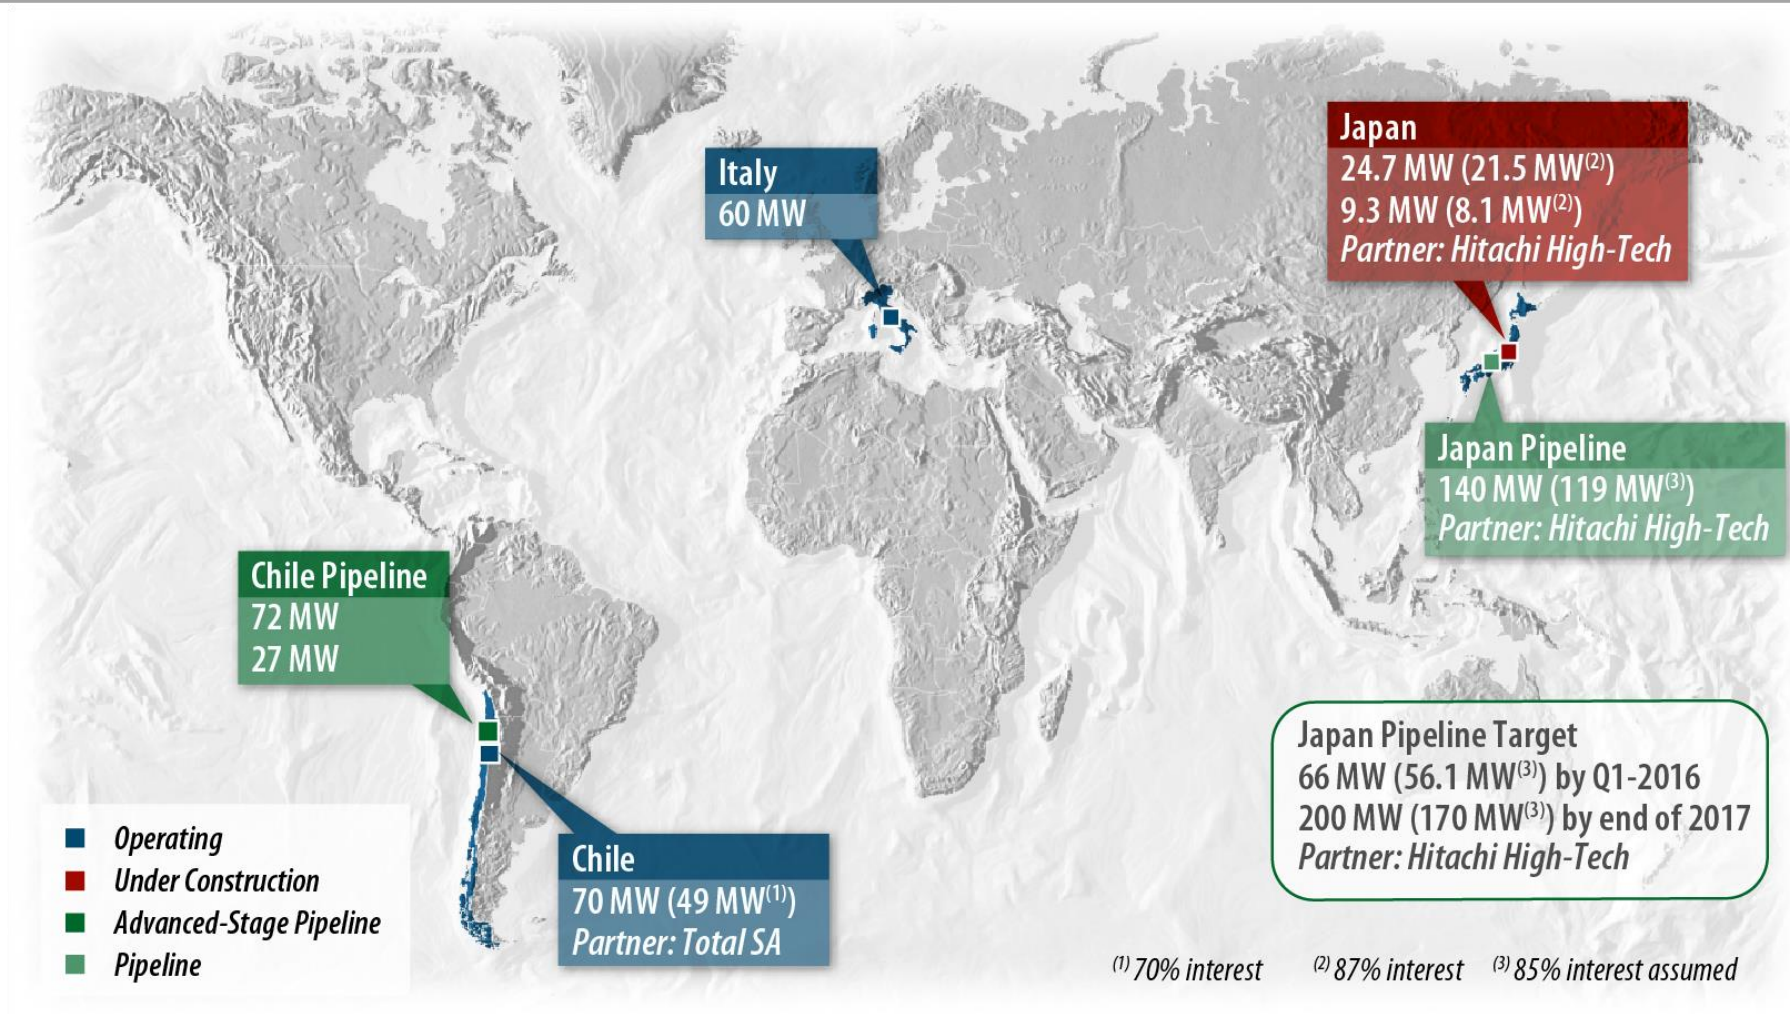 Italy
60 MW
Japan
24.7 MW (21.5 MW(2))
9.3 MW (8.1 MW(2))
Partner: Hitachi High-Tech
Japan Pipeline
140 MW (119 MW(3))
Partner: Hitachi High-Tech
Chile Pipeline
72 MW
27 MW
Chile
70 MW (49 MW(1))
Partner: Total SA
Japan Pipeline Target
66 MW (56.1 MW(3)) by Q1-2016
200 MW (170 MW(3)) by end of 2017
Partner: Hitachi High-Tech
Operating
Under Construction
Advanced-Stage Pipeline
Pipeline
(1) 70% interest (2) 87% interest (3) 85% interest assumed